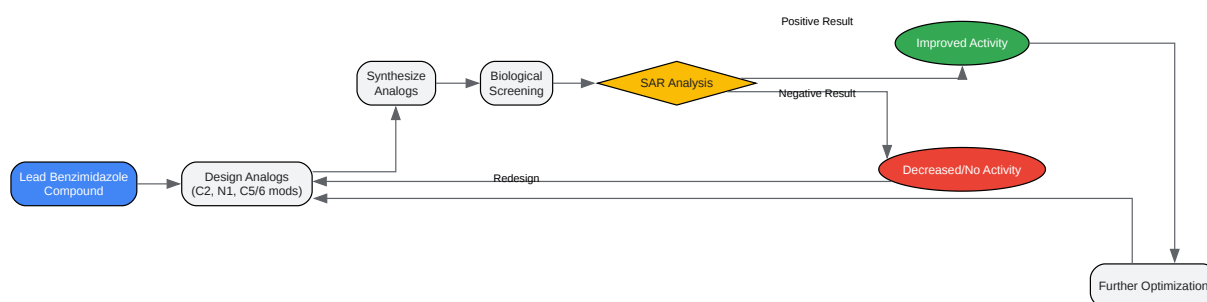 Lead Benzimidazole
Compound
Design Analogs
(C2, N1, C5/6 mods)
Synthesize
Analogs
Biological
Screening
SAR Analysis
Positive Result
Improved Activity
Negative Result
Decreased/No Activity
Redesign
Further Optimization